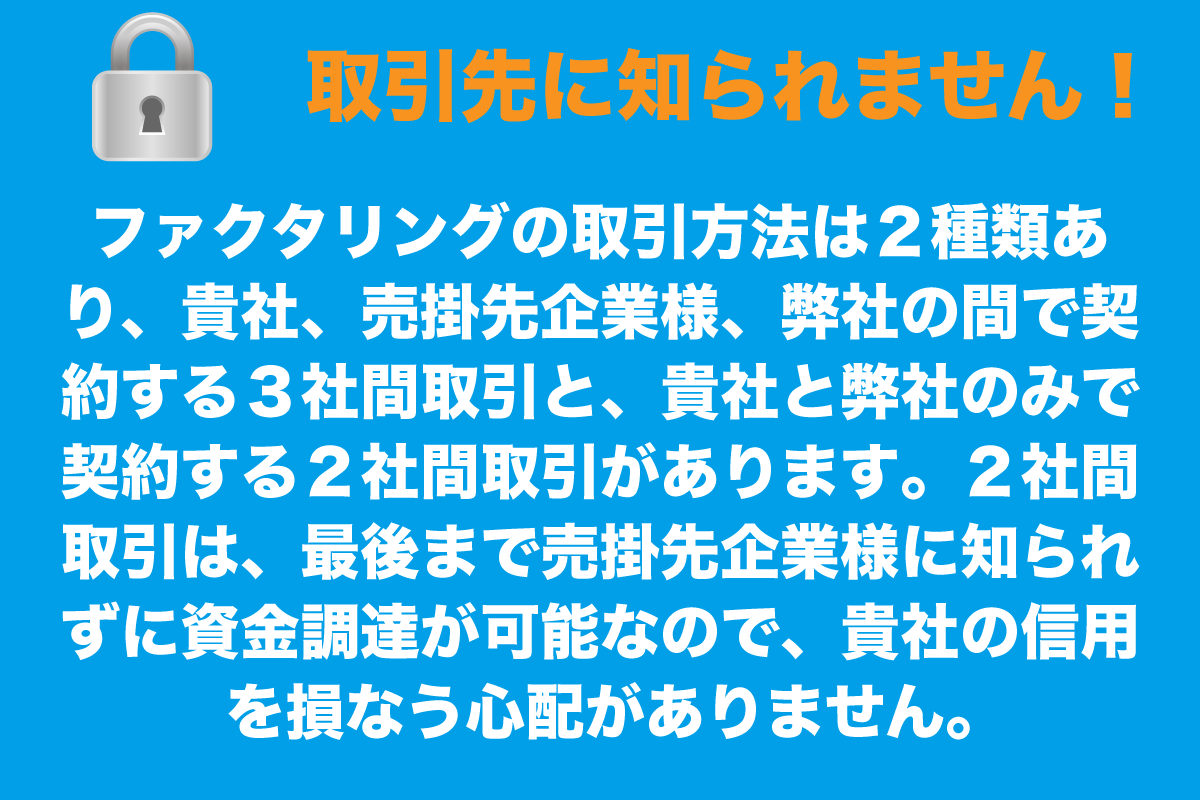 取引先に知られません！
ファクタリングの取引方法は２種類あ
り、貴社、売掛先企業様、弊社の間で契
約する３社間取引と、貴社と弊社のみで
契約する２社間取引があります。２社間
取引は、最後まで売掛先企業様に知られ
ずに資金調達が可能なので、貴社の信用
を損なう心配がありません。